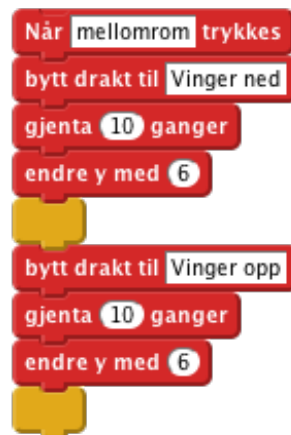 Når mellomrom trykkes
bytt drakt til Vinger ned
gjenta 10 ganger
endre y med 6
bytt drakt til Vinger opp
gjenta 10 ganger
endre y med 6